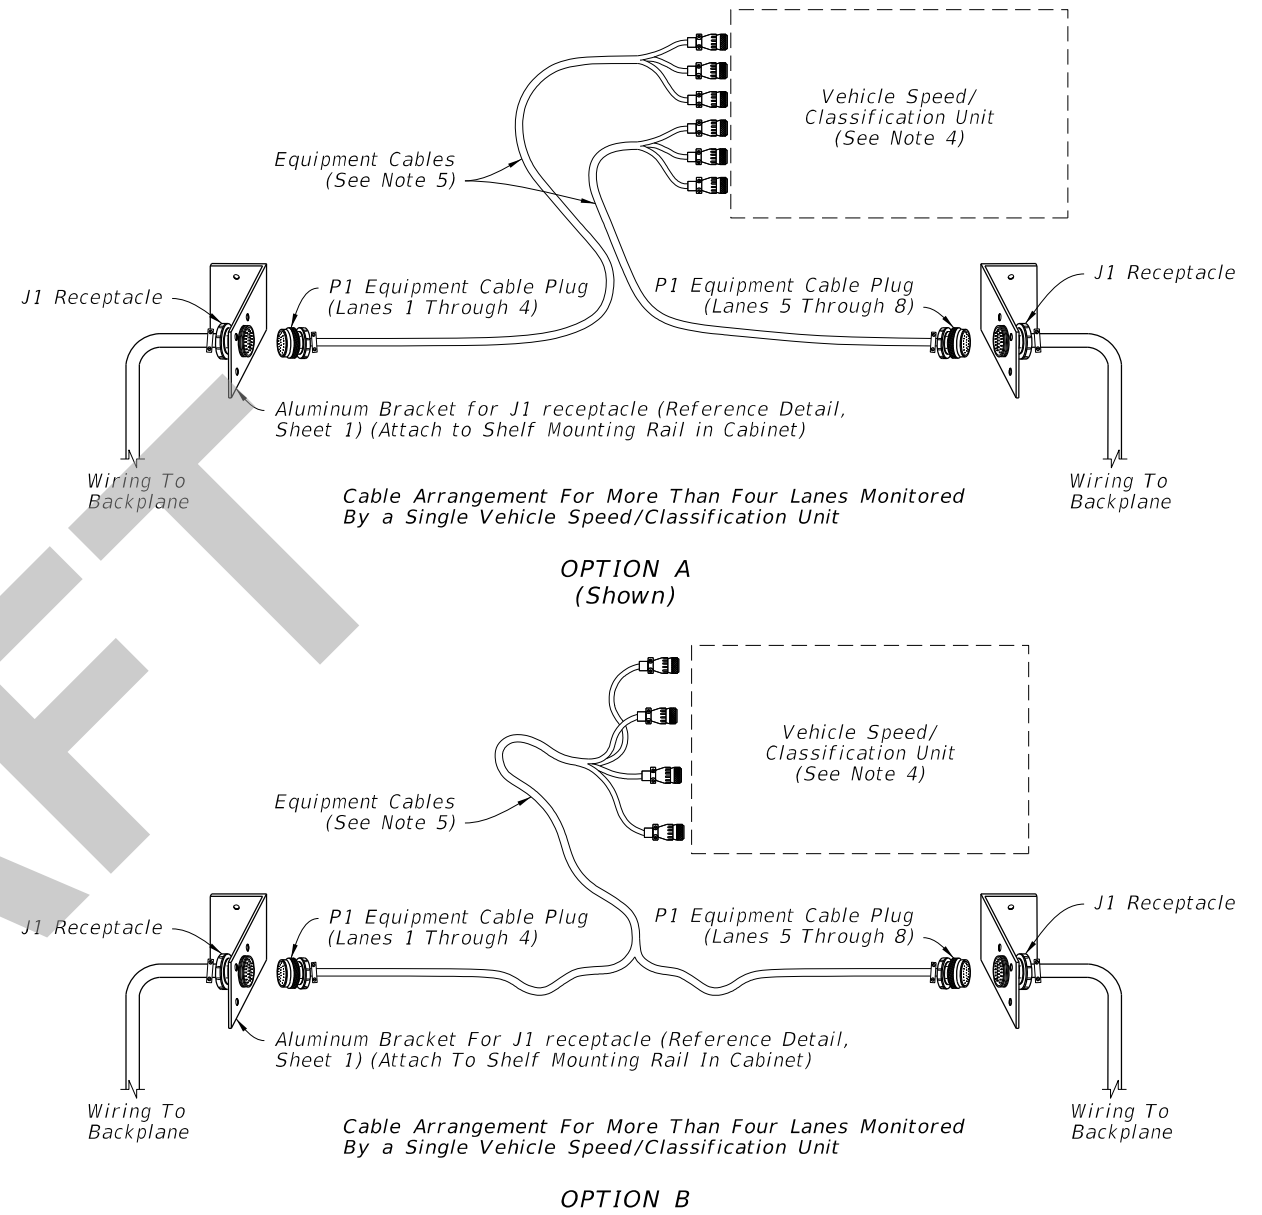 Vehicle Speed/
Classification Unit
(See Note 4)
Equipment Cables
(See Note 5)
J1 Receptacle
P1 Equipment Cable Plug
(Lanes 1 Through 4)
P1 Equipment Cable Plug
(Lanes 5 Through 8)
J1 Receptacle
Aluminum Bracket for J1 receptacle (Reference Detail,
Sheet 1) (Attach to Shelf Mounting Rail in Cabinet)
Wiring To
Backplane
Wiring To
Backplane
Cable Arrangement For More Than Four Lanes Monitored
By a Single Vehicle Speed/Classification Unit
OPTION A
(Shown)
Vehicle Speed/
Classification Unit
(See Note 4)
Equipment Cables
(See Note 5)
J1 Receptacle
P1 Equipment Cable Plug
(Lanes 1 Through 4)
P1 Equipment Cable Plug
(Lanes 5 Through 8)
J1 Receptacle
Aluminum Bracket For J1 receptacle (Reference Detail,
Sheet 1) (Attach To Shelf Mounting Rail In Cabinet)
Wiring To
Backplane
Wiring To
Backplane
Cable Arrangement For More Than Four Lanes Monitored
By a Single Vehicle Speed/Classification Unit
OPTION B